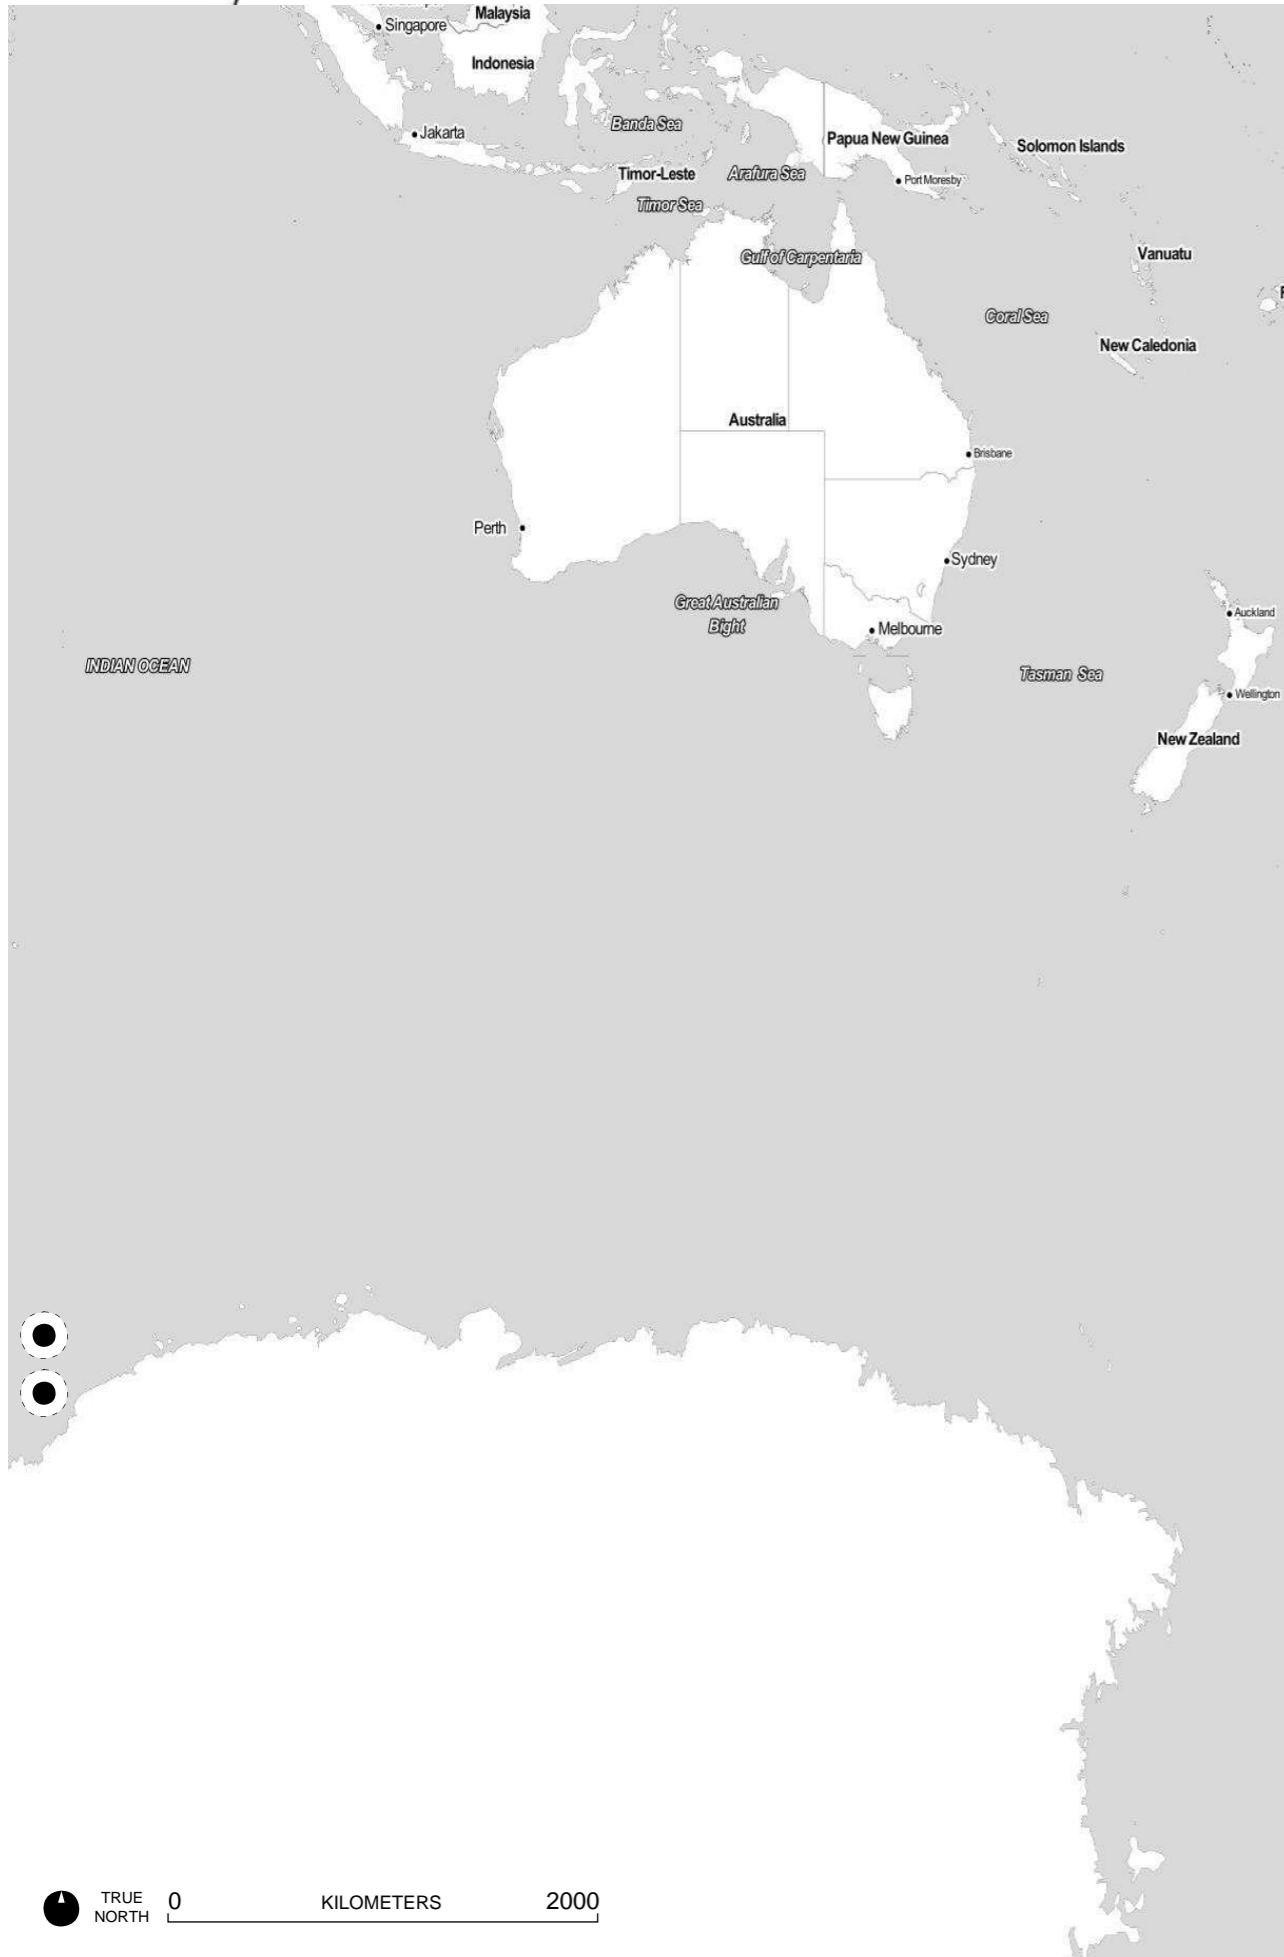 Malaysia
Singapore
Indonesia
Banda Sea
Jakarta
Papua New Guinea
Solomon Islands
Timor-Leste
Arafura Sea
Port Moresby
Timor Sea
Gulf of Carpentaria
Vanuatu
Coral Sea
New Caledonia
Australia
Brisbane
Perth
Sydney
Great Australian
Bight
Auckland
Melbourne
INDIAN OCEAN
Tasman Sea
Wellington
New Zealand
TRUE
NORTH
0 KILOMETERS 2000